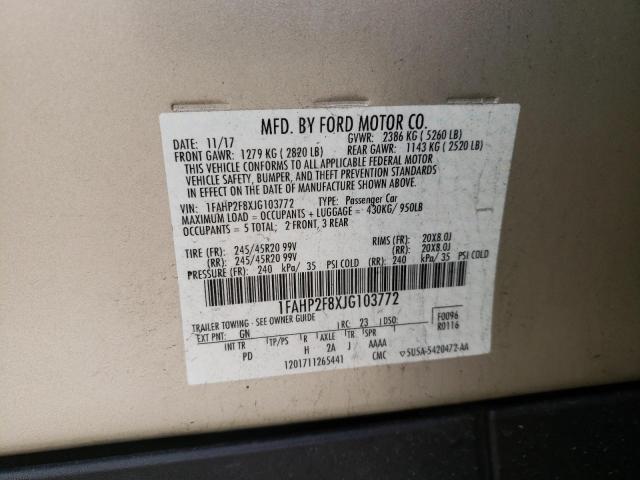 MFD. BY FORD MOTOR CO.
DATE: 11/17 GVWR: 2386 KG ( 5260 LB)
FRONT GAWR: 1279 KG ( 2820 LB) REAR GAWR: 1143 KG ( 2520 LB)
THIS VEHICLE CONFORMS TO ALL APPLICABLE FEDERAL MOTOR
VEHICLE SAFETY, BUMPER, AND THEFT PREVENTION STANDARDS
IN EFFECT ON THE DATE OF MANUFACTURE SHOWN ABOVE.
VIN: 1FAHP2F8XJG103772 TYPE: Passenger Car
MAXIMUM LOAD = OCCUPANTS + LUGGAGE = 430KG/ 950LB
OCCUPANTS = 5 TOTAL; 2 FRONT, 3 REAR
TIRE (FR): 245/45R20 99V RIMS (FR): 20X8.0J
(RR): 245/45R20 99V (RR): 20X8.0J
PRESSURE (FR): 240 kPa/ 35 PSI COLD (RR): 240 kPa/ 35 PSI COLD
1FAHP2F8XJG103772
TRAILER TOWING - SEE OWNER GUIDE
EXT PNT: GN RC: 23 DSO: F0096
INT TR TP/PS R AXLE TR SPR R0116
PD H 2A J AAAA
1201711265441 CMC ▽5U5A-5420472-AA